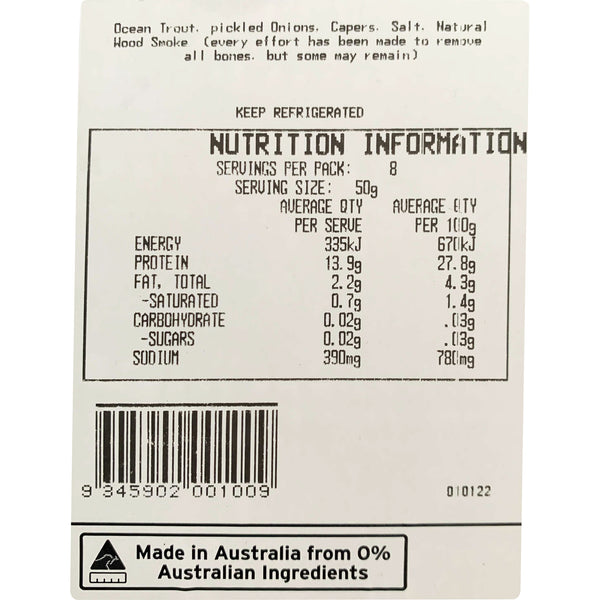 Ocean Trout. pickled Onions. Capers. Salt. Natural
Wood Smoke (every effort has been made to remove
all bones. but some may remain)
KEEP REFRIGERATED
NUTRITION INFORMATION
SERVINGS PER PACK: 8
SERVING SIZE: 50g
AVERAGE QTY AVERAGE QTY
PER SERVE PER 100g
ENERGY 335kJ 670kJ
PROTEIN 13.9g 27.8g
FAT, TOTAL 2.2g 4.3g
-SATURATED 0.7g 1.4g
CARBOHYDRATE 0.02g .03g
-SUGARS 0.02g .03g
SODIUM 390mg 780mg
9 345902 001009
010122
Made in Australia from 0%
Australian Ingredients